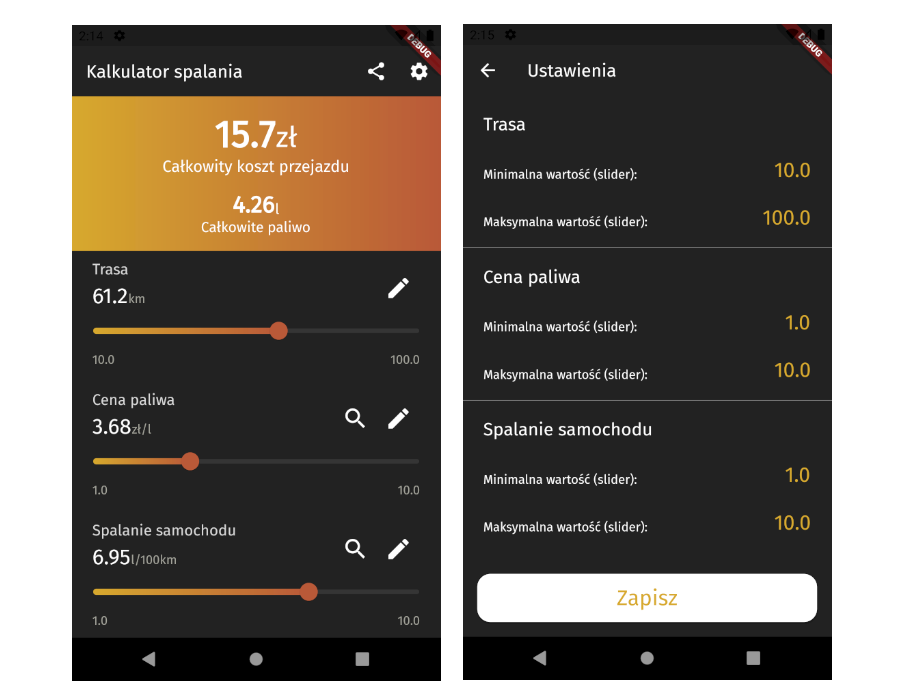 2:14
DEBUG
Kalkulator spalania
15.7zł
Całkowity koszt przejazdu
4.26l
Całkowite paliwo
Trasa
61.2km
10.0 100.0
Cena paliwa
3.68zł/l
1.0 10.0
Spalanie samochodu
6.95l/100km
1.0 10.0
2:15
DEBUG
Ustawienia
Trasa
Minimalna wartość (slider): 10.0
Maksymalna wartość (slider): 100.0
Cena paliwa
Minimalna wartość (slider): 1.0
Maksymalna wartość (slider): 10.0
Spalanie samochodu
Minimalna wartość (slider): 1.0
Maksymalna wartość (slider): 10.0
Zapisz